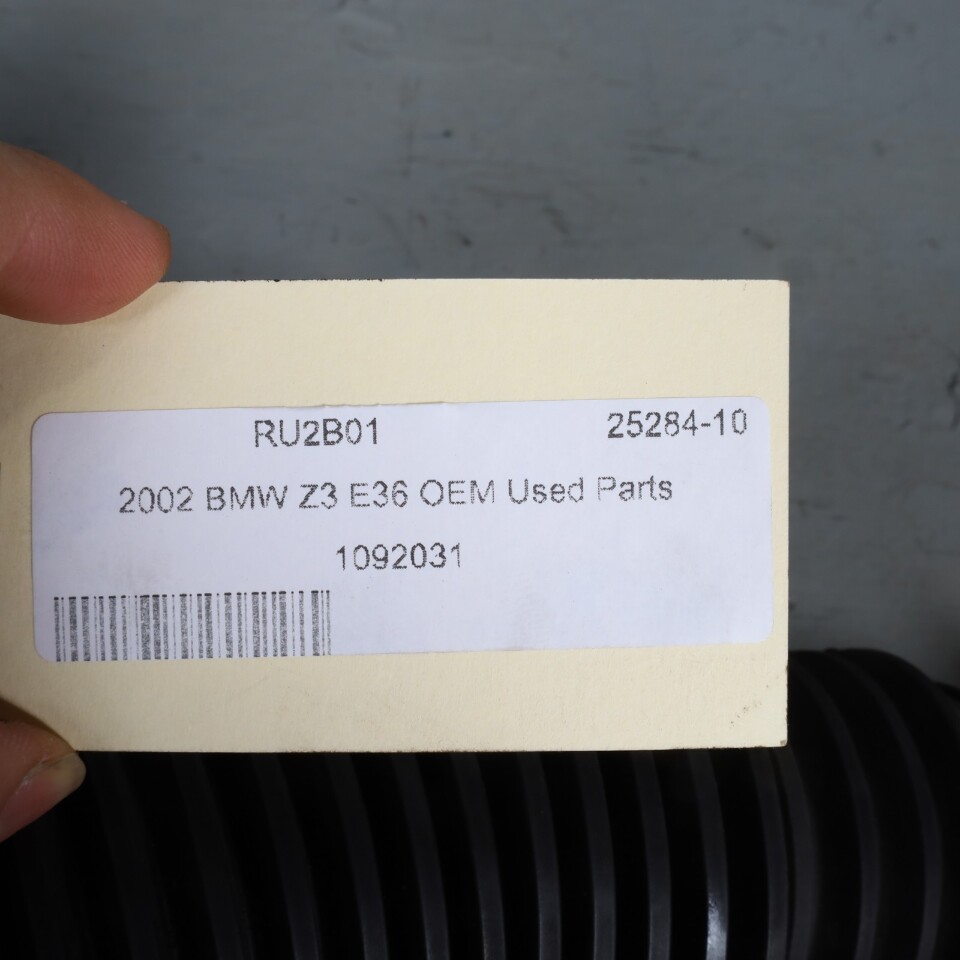 RU2B01 25284-10
2002 BMW Z3 E36 OEM Used Parts
1092031